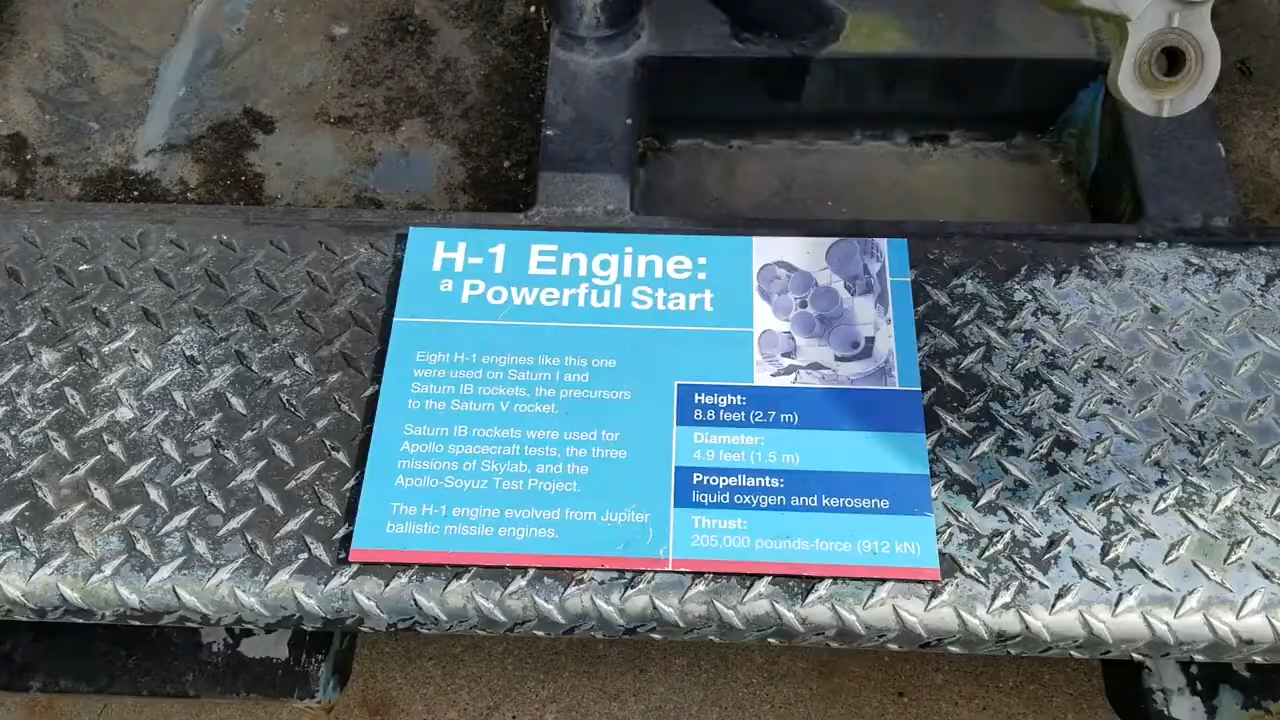 H-1 Engine:
a Powerful Start
Eight H-1 engines like this one
were used on Saturn I and
Saturn IB rockets, the precursors
to the Saturn V rocket.
Saturn IB rockets were used for
Apollo spacecraft tests, the three
missions of Skylab, and the
Apollo-Soyuz Test Project.
The H-1 engine evolved from Jupiter
ballistic missile engines.
Height:
8.8 feet (2.7 m)
Diameter:
4.9 feet (1.5 m)
Propellants:
liquid oxygen and kerosene
Thrust:
205,000 pounds-force (912 kN)